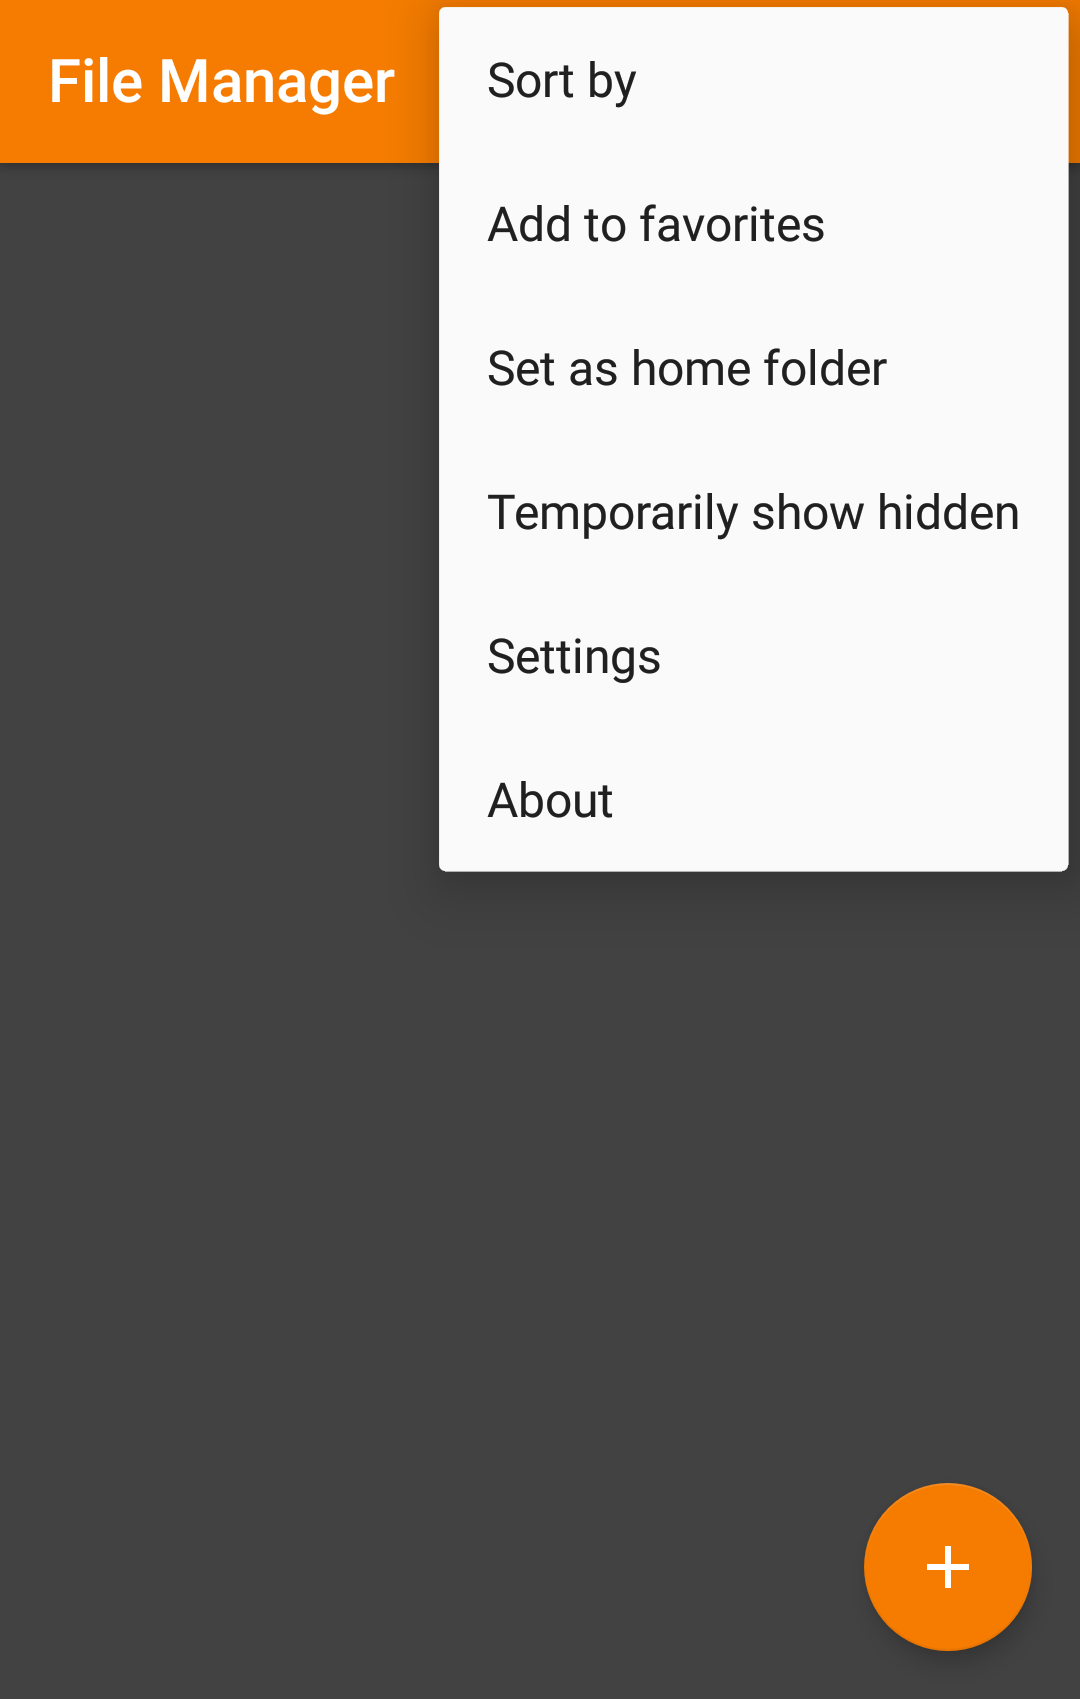 File Manager
Sort by
Add to favorites
Set as home folder
Temporarily show hidden
Settings
About